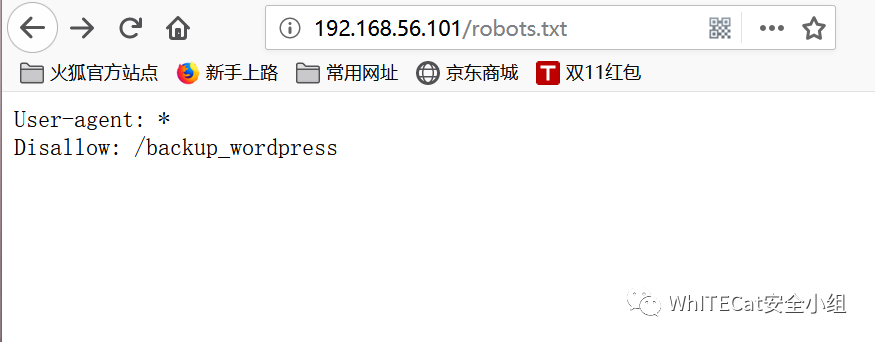 192.168.56.101/robots.txt
火狐官方站点 新手上路 常用网址 京东商城 T 双11红包
User-agent: *
Disallow: /backup_wordpress
WhITECat安全小组